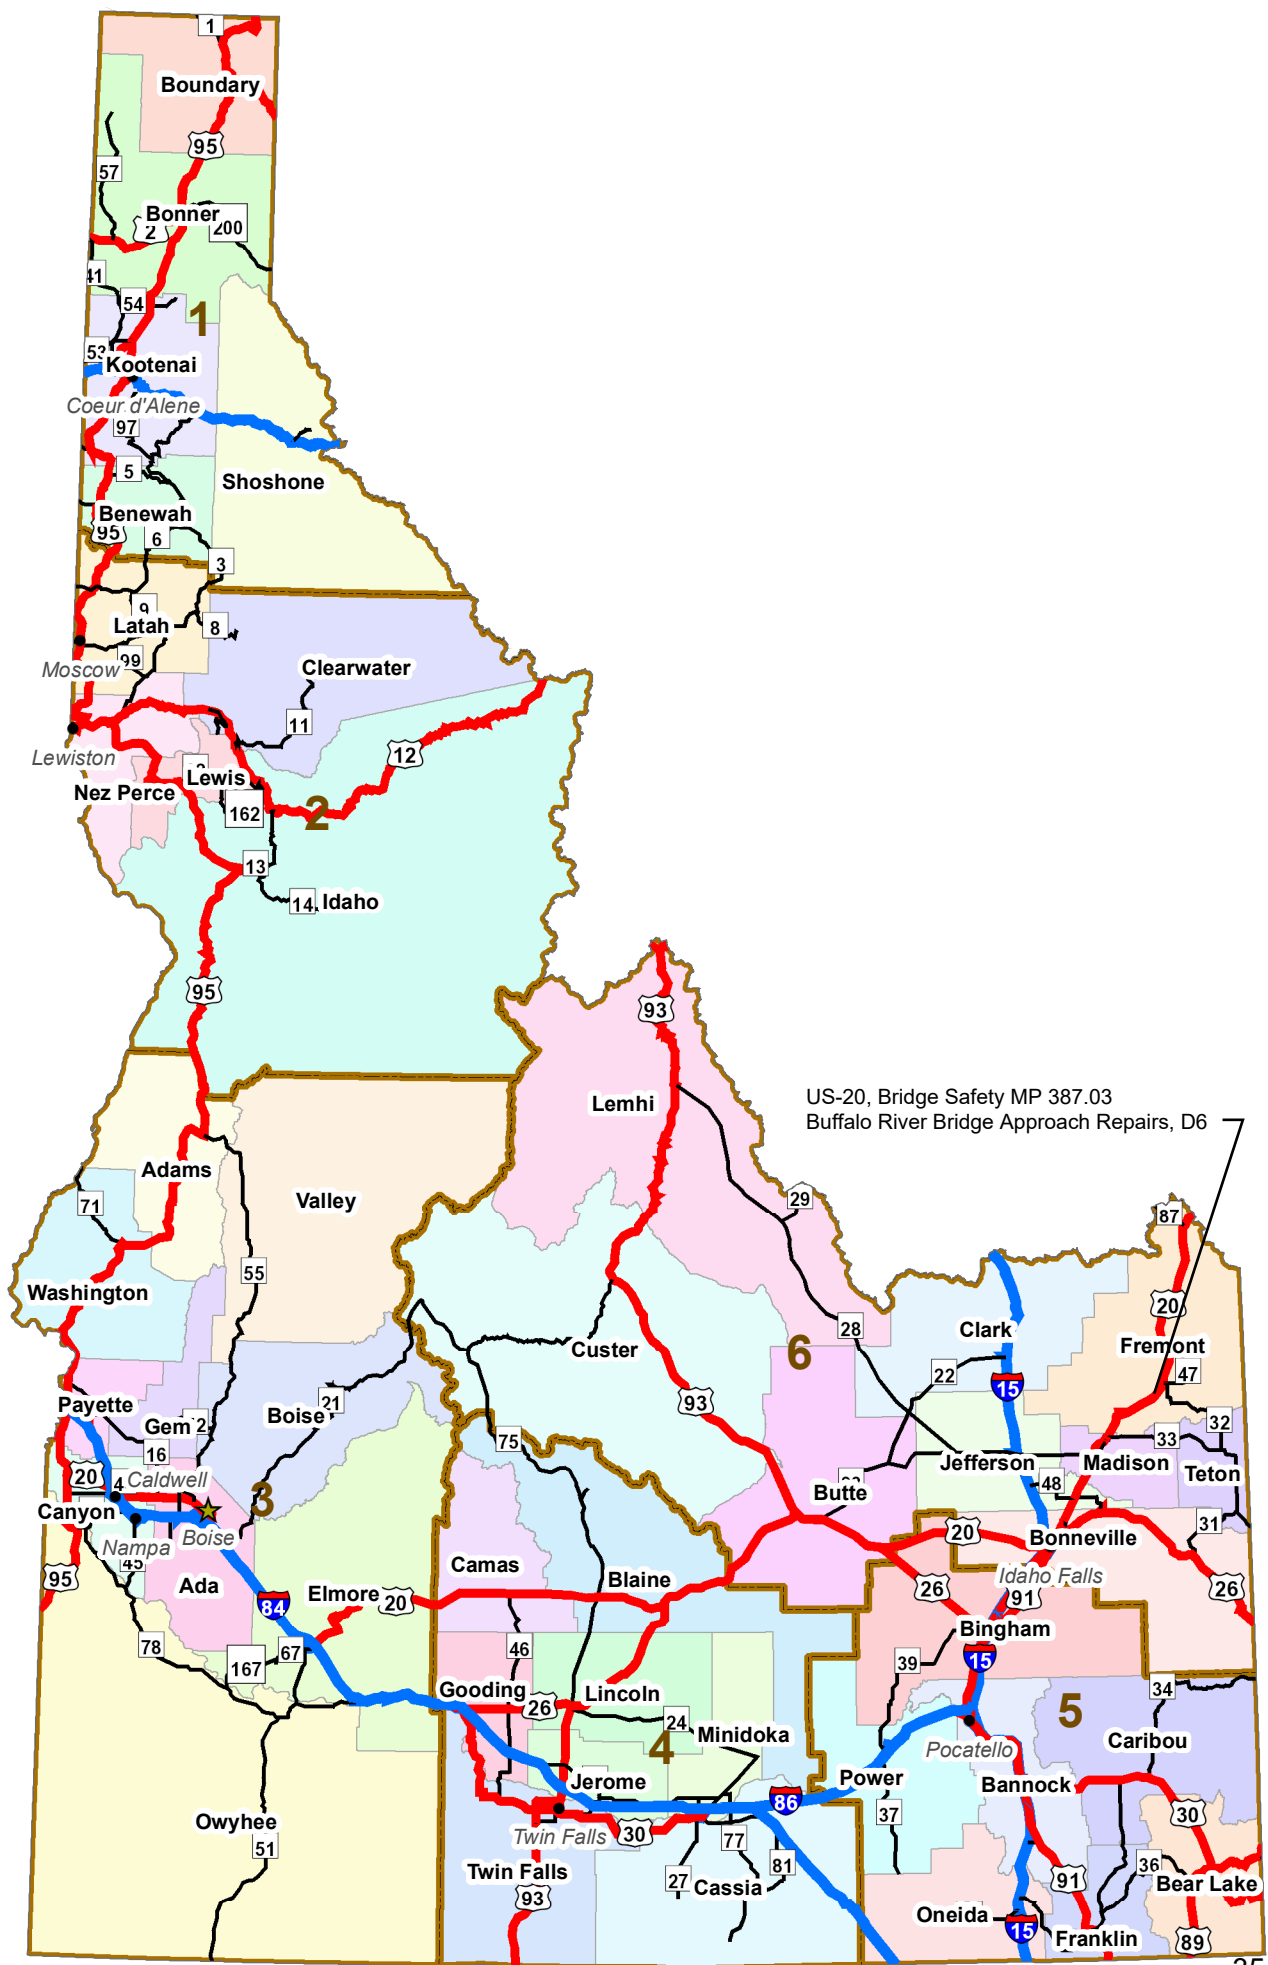 1
Boundary
95
57
Bonner
2
200
41
54
1
53
Kootenai
Coeur d'Alene
97
5
Shoshone
Benewah
95
6
3
9
Latah
8
99
Moscow
Clearwater
11
12
Lewiston
Lewis
Nez Perce
162
2
13
14
Idaho
95
93
Lemhi
US-20, Bridge Safety MP 387.03
Buffalo River Bridge Approach Repairs, D6
Adams
Valley
71
29
87
55
Washington
20
28
Clark
Fremont
Custer
6
22
15
47
93
Payette
21
Boise
Gem
32
75
16
33
Jefferson
Madison
Teton
20
Caldwell
4
48
3
Butte
Canyon
31
Nampa
Boise
20
Bonneville
45
Camas
95
Ada
Elmore
20
Blaine
Idaho Falls
26
91
26
84
Bingham
78
46
67
167
39
15
Gooding
26
Lincoln
34
5
24
Minidoka
4
Pocatello
Caribou
Jerome
Power
Bannock
86
37
30
Owyhee
51
Twin Falls
30
77
81
36
Twin Falls
27
Cassia
91
Bear Lake
93
Oneida
15
Franklin
89